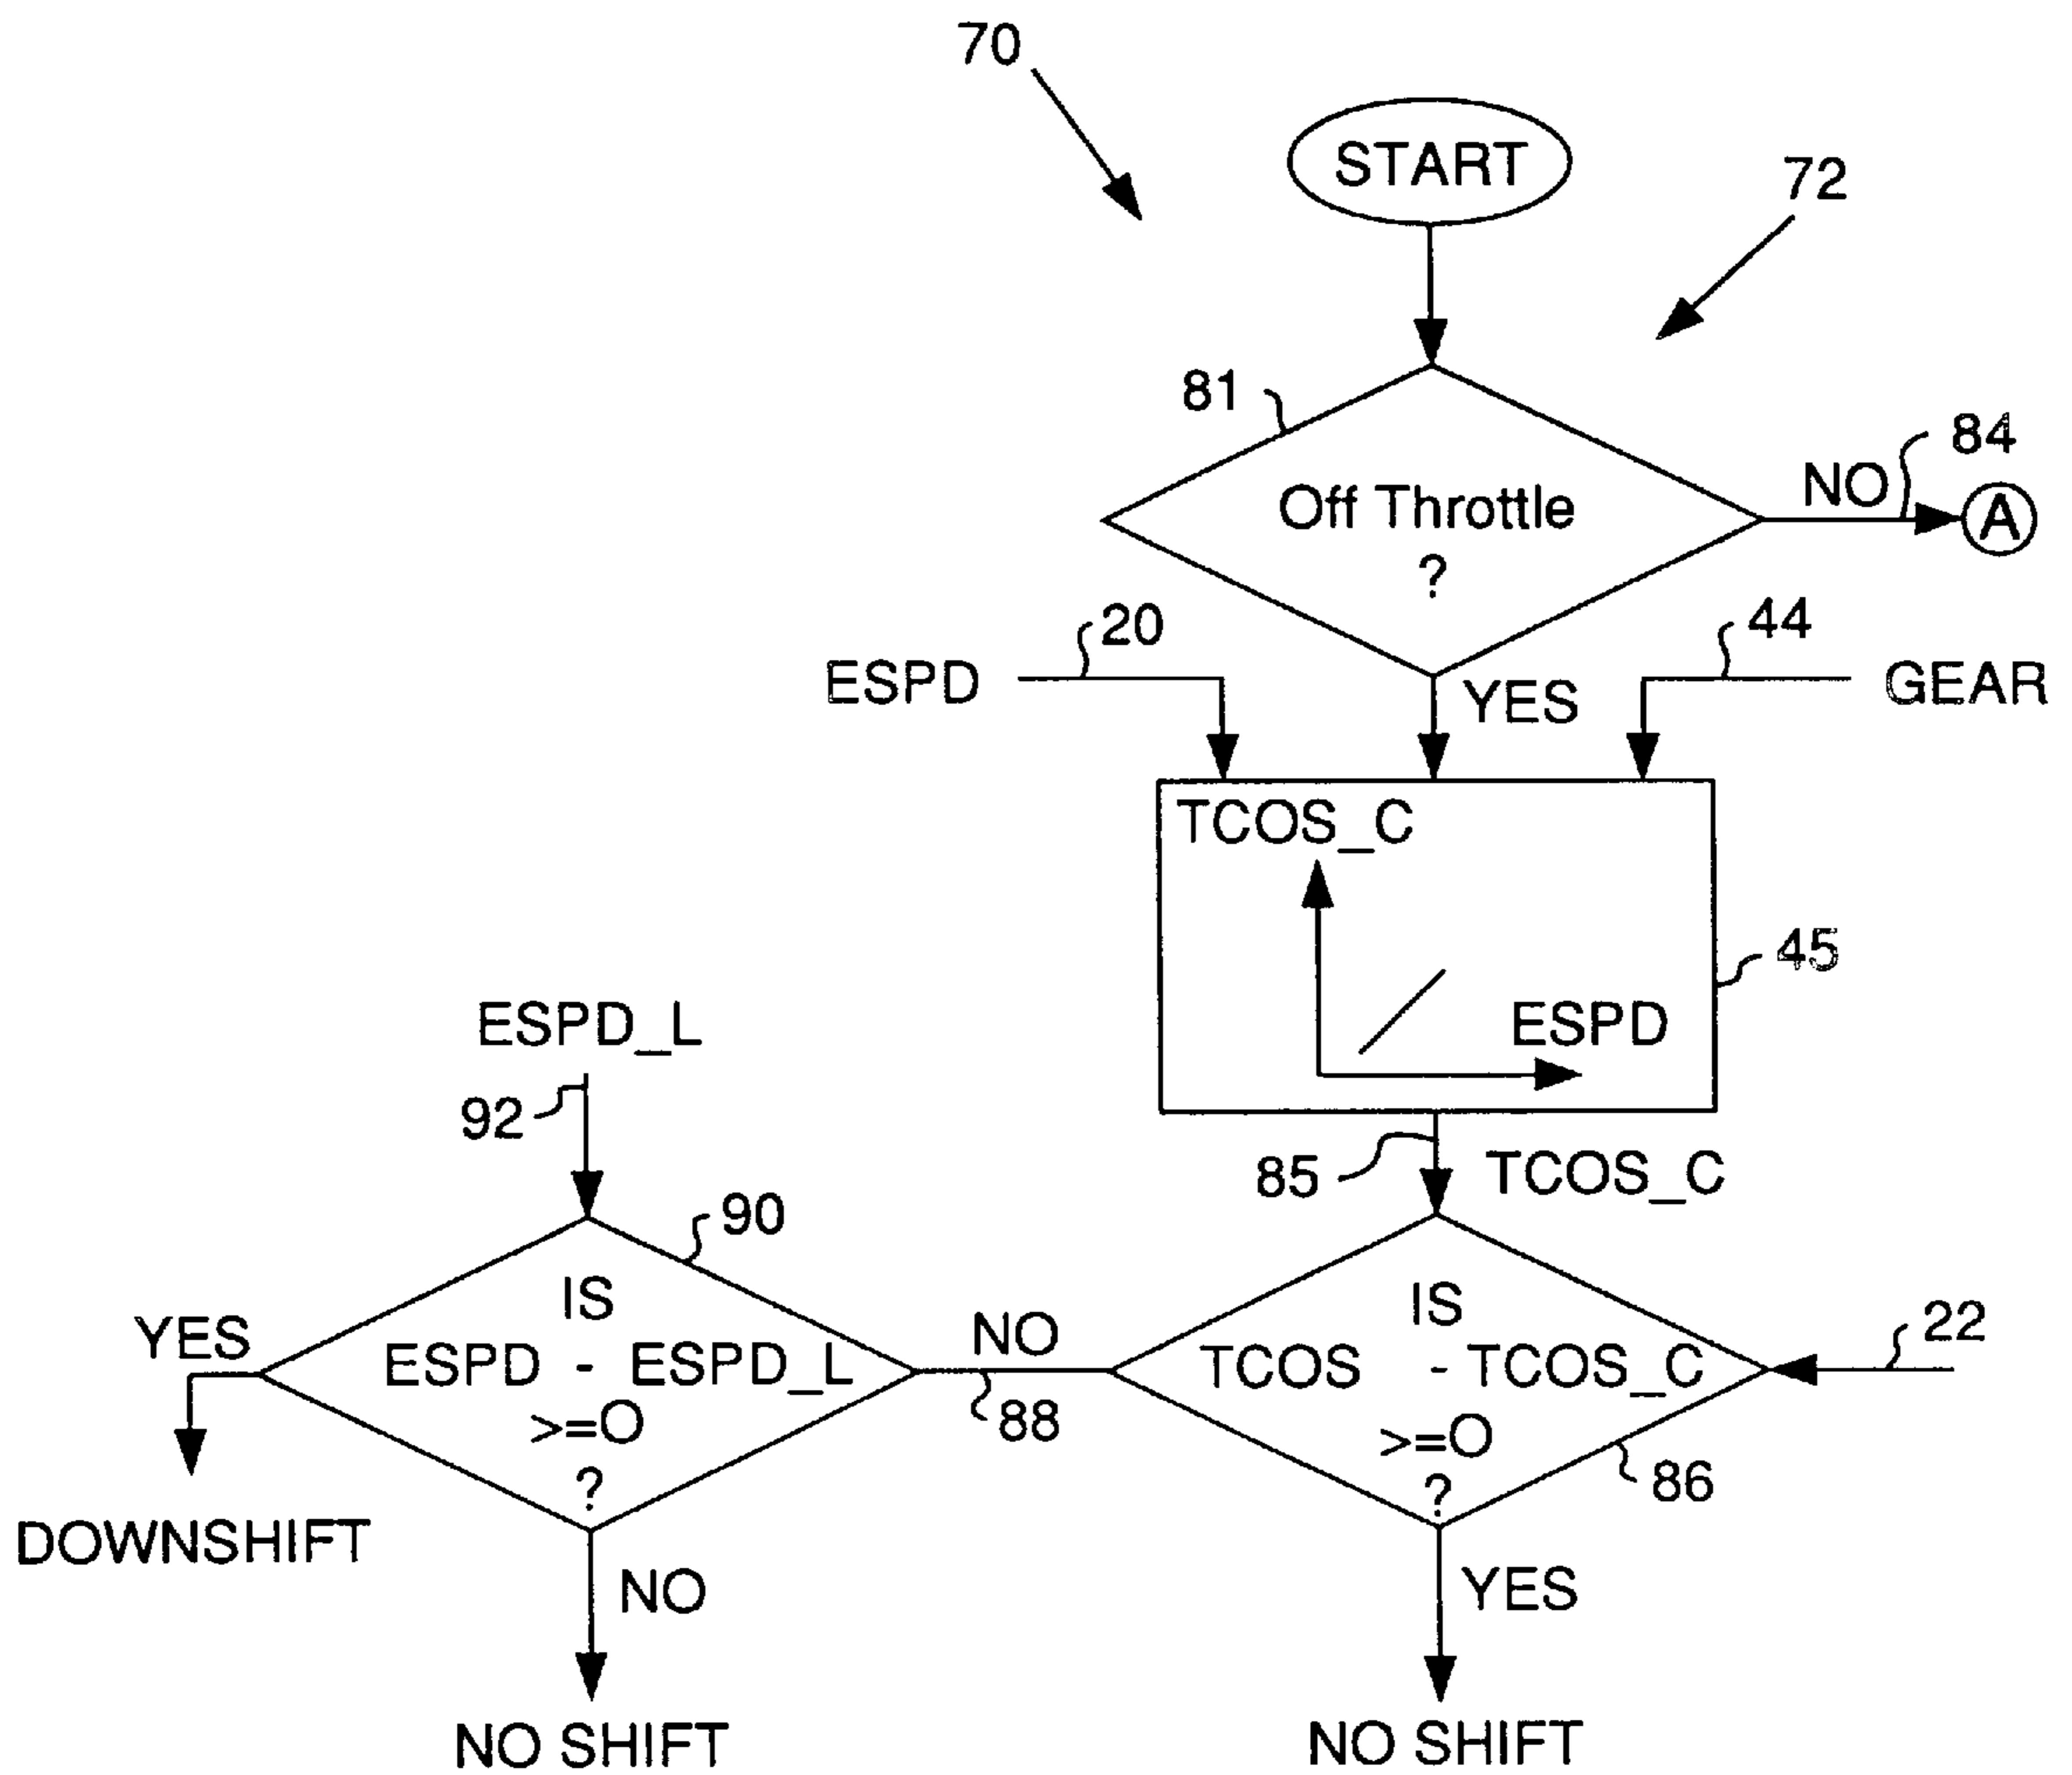 70
START
72
81
Off Throttle
?
NO
84
A
ESPD
20
YES
44
GEAR
TCOS_C
ESPD
45
85
TCOS_C
ESPD_L
92
90
IS
ESPD - ESPD_L
>=O
?
YES
DOWNSHIFT
NO
NO SHIFT
NO
88
IS
TCOS - TCOS_C
>=O
?
22
86
YES
NO SHIFT